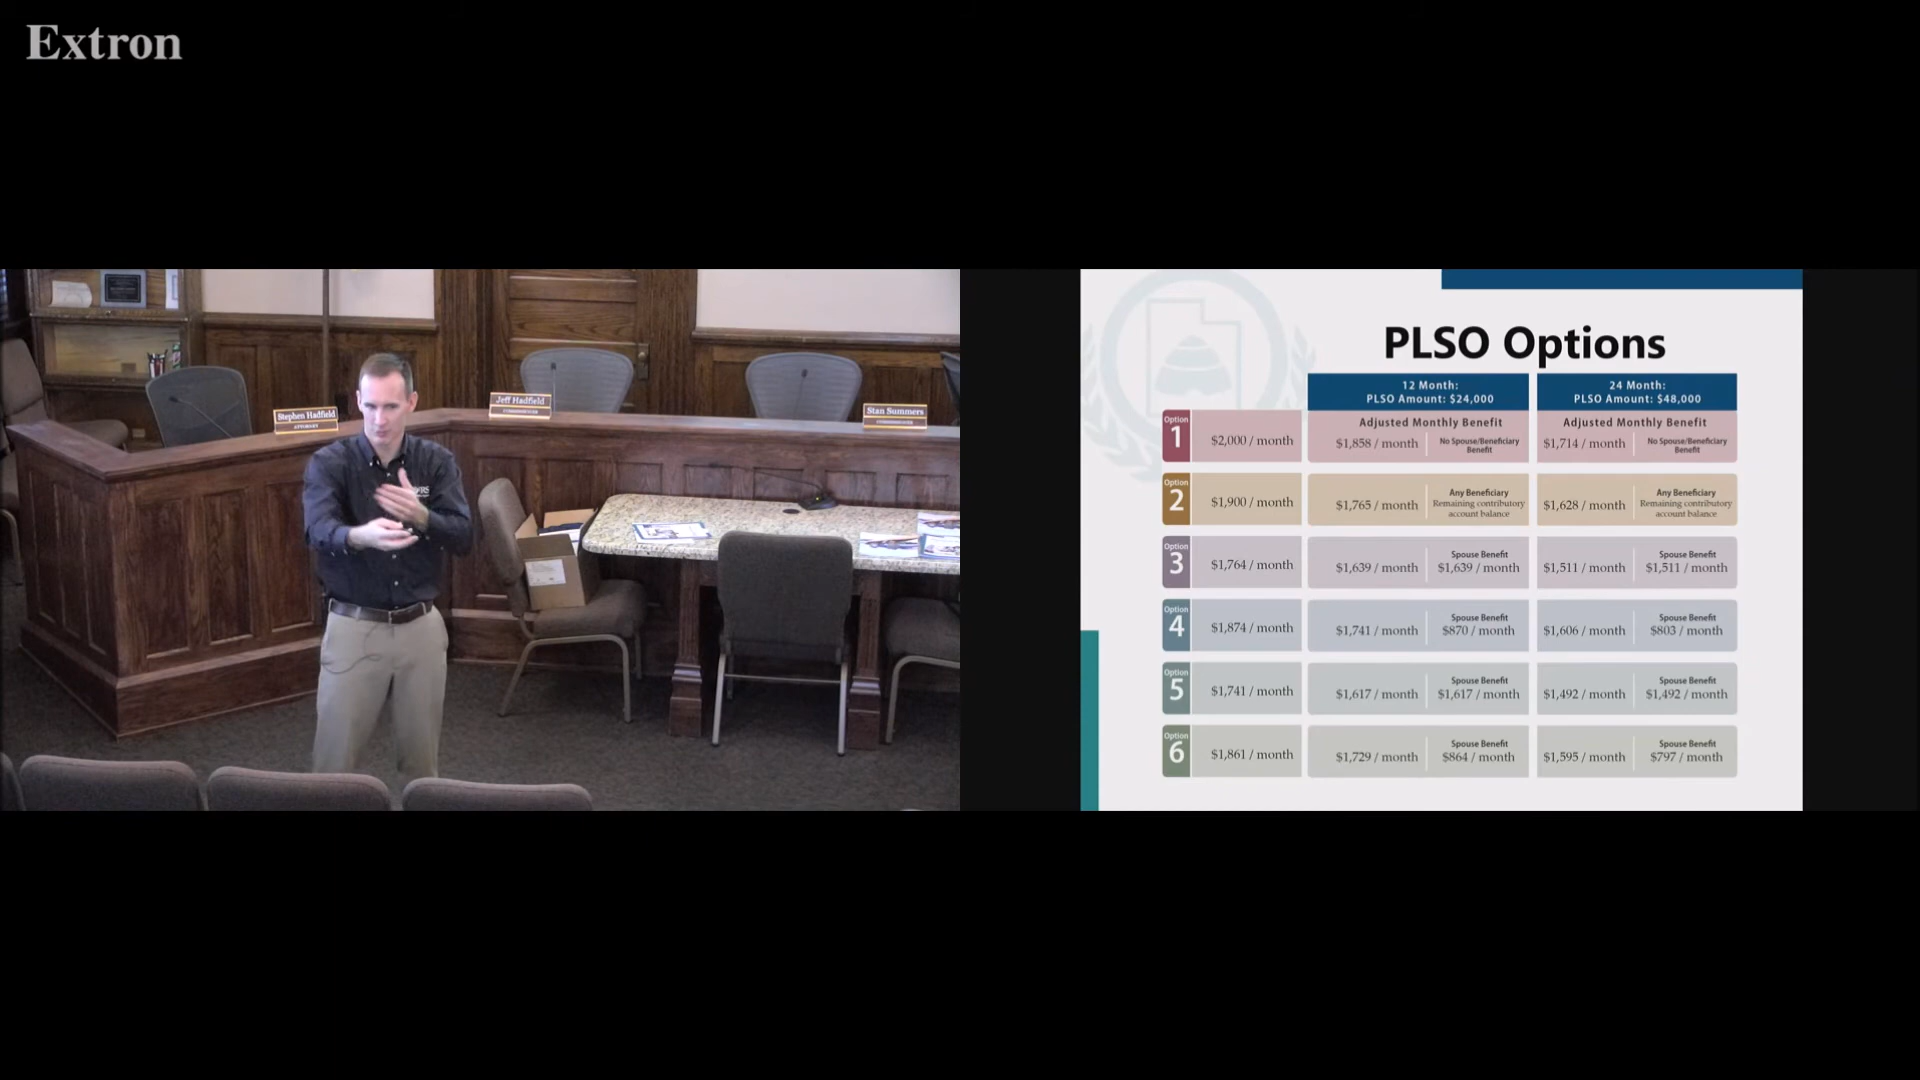 Extron
Stephen Hadfield
ATTORNEY
Jeff Hadfield
COMMISSIONER
Stan Summers
COMMISSIONER
PLSO Options
12 Month:
PLSO Amount: $24,000
24 Month:
PLSO Amount: $48,000
Option
1
$2,000 / month
Adjusted Monthly Benefit
$1,858 / month
No Spouse/Beneficiary
Benefit
Adjusted Monthly Benefit
$1,714 / month
No Spouse/Beneficiary
Benefit
Option
2
$1,900 / month
$1,765 / month
Any Beneficiary
Remaining contributory
account balance
$1,628 / month
Any Beneficiary
Remaining contributory
account balance
Option
3
$1,764 / month
$1,639 / month
Spouse Benefit
$1,639 / month
$1,511 / month
Spouse Benefit
$1,511 / month
Option
4
$1,874 / month
$1,741 / month
Spouse Benefit
$870 / month
$1,606 / month
Spouse Benefit
$803 / month
Option
5
$1,741 / month
$1,617 / month
Spouse Benefit
$1,617 / month
$1,492 / month
Spouse Benefit
$1,492 / month
Option
6
$1,861 / month
$1,729 / month
Spouse Benefit
$864 / month
$1,595 / month
Spouse Benefit
$797 / month